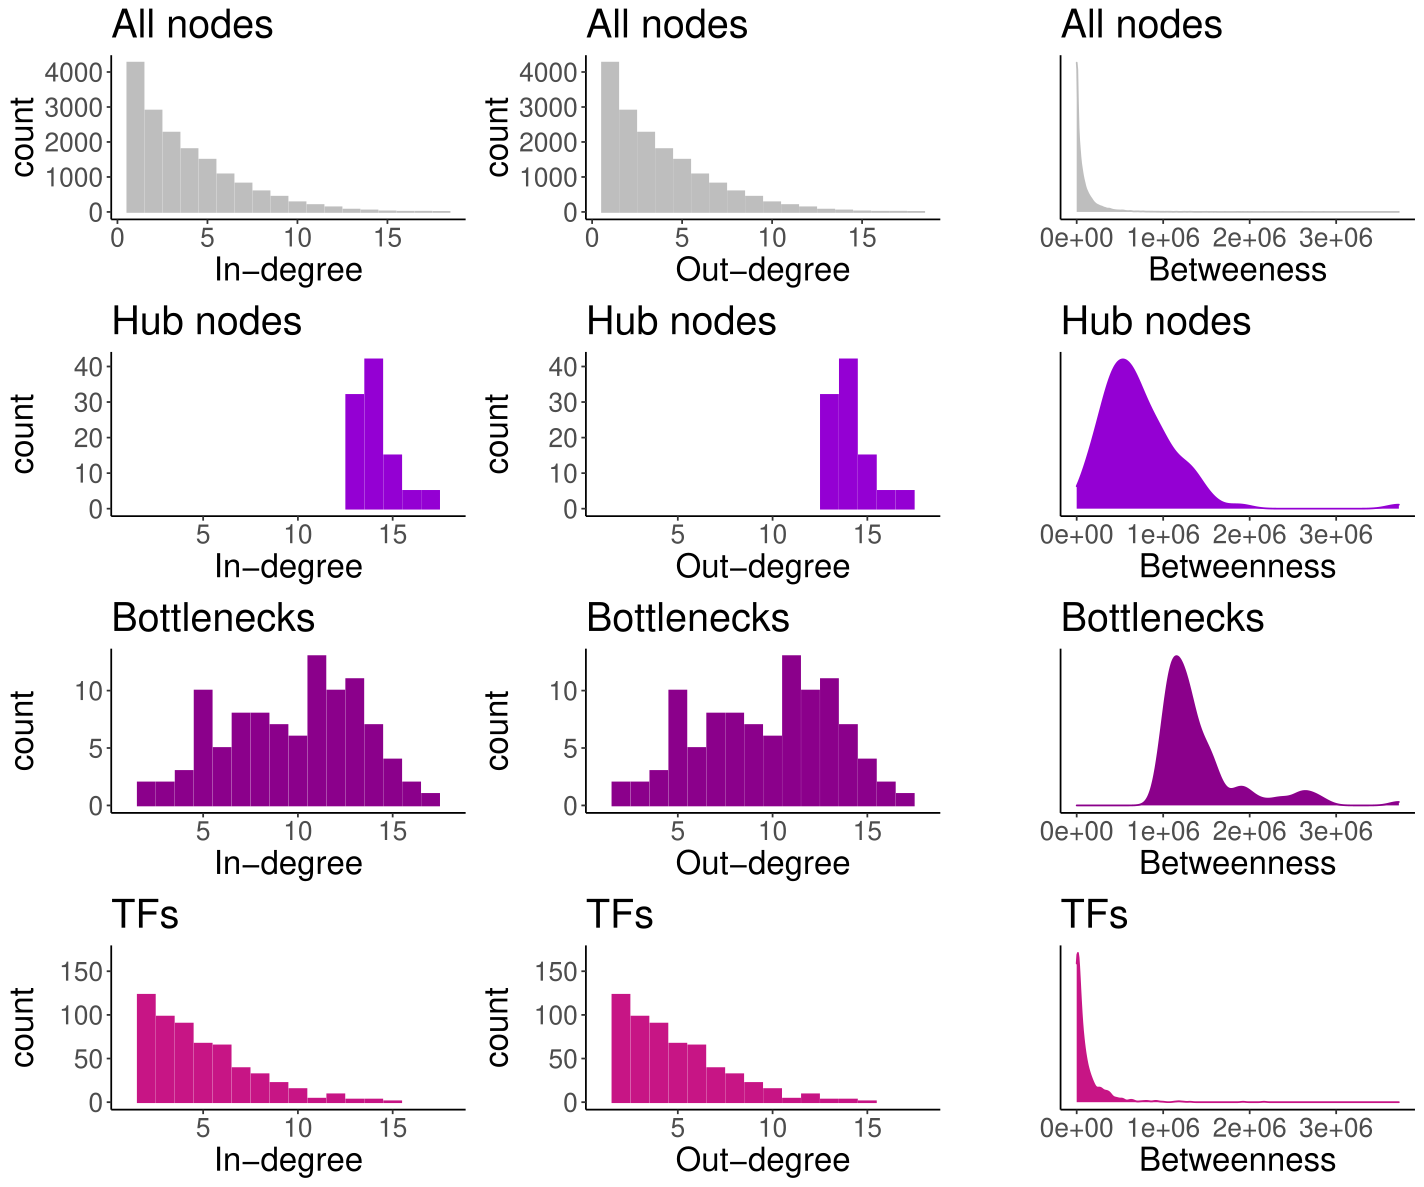 All nodes All nodes All nodes
count
4000
3000
2000
1000
0
0 5 10 15
In−degree
count
4000
3000
2000
1000
0
0 5 10 15
Out−degree
0e+00 1e+06 2e+06 3e+06
Betweeness
Hub nodes Hub nodes Hub nodes
count
40
30
20
10
0
5 10 15
In−degree
count
40
30
20
10
0
5 10 15
Out−degree
0e+00 1e+06 2e+06 3e+06
Betweenness
Bottlenecks Bottlenecks Bottlenecks
count
10
5
0
5 10 15
In−degree
count
10
5
0
5 10 15
Out−degree
0e+00 1e+06 2e+06 3e+06
Betweenness
TFs TFs TFs
count
150
100
50
0
5 10 15
In−degree
count
150
100
50
0
5 10 15
Out−degree
0e+00 1e+06 2e+06 3e+06
Betweenness